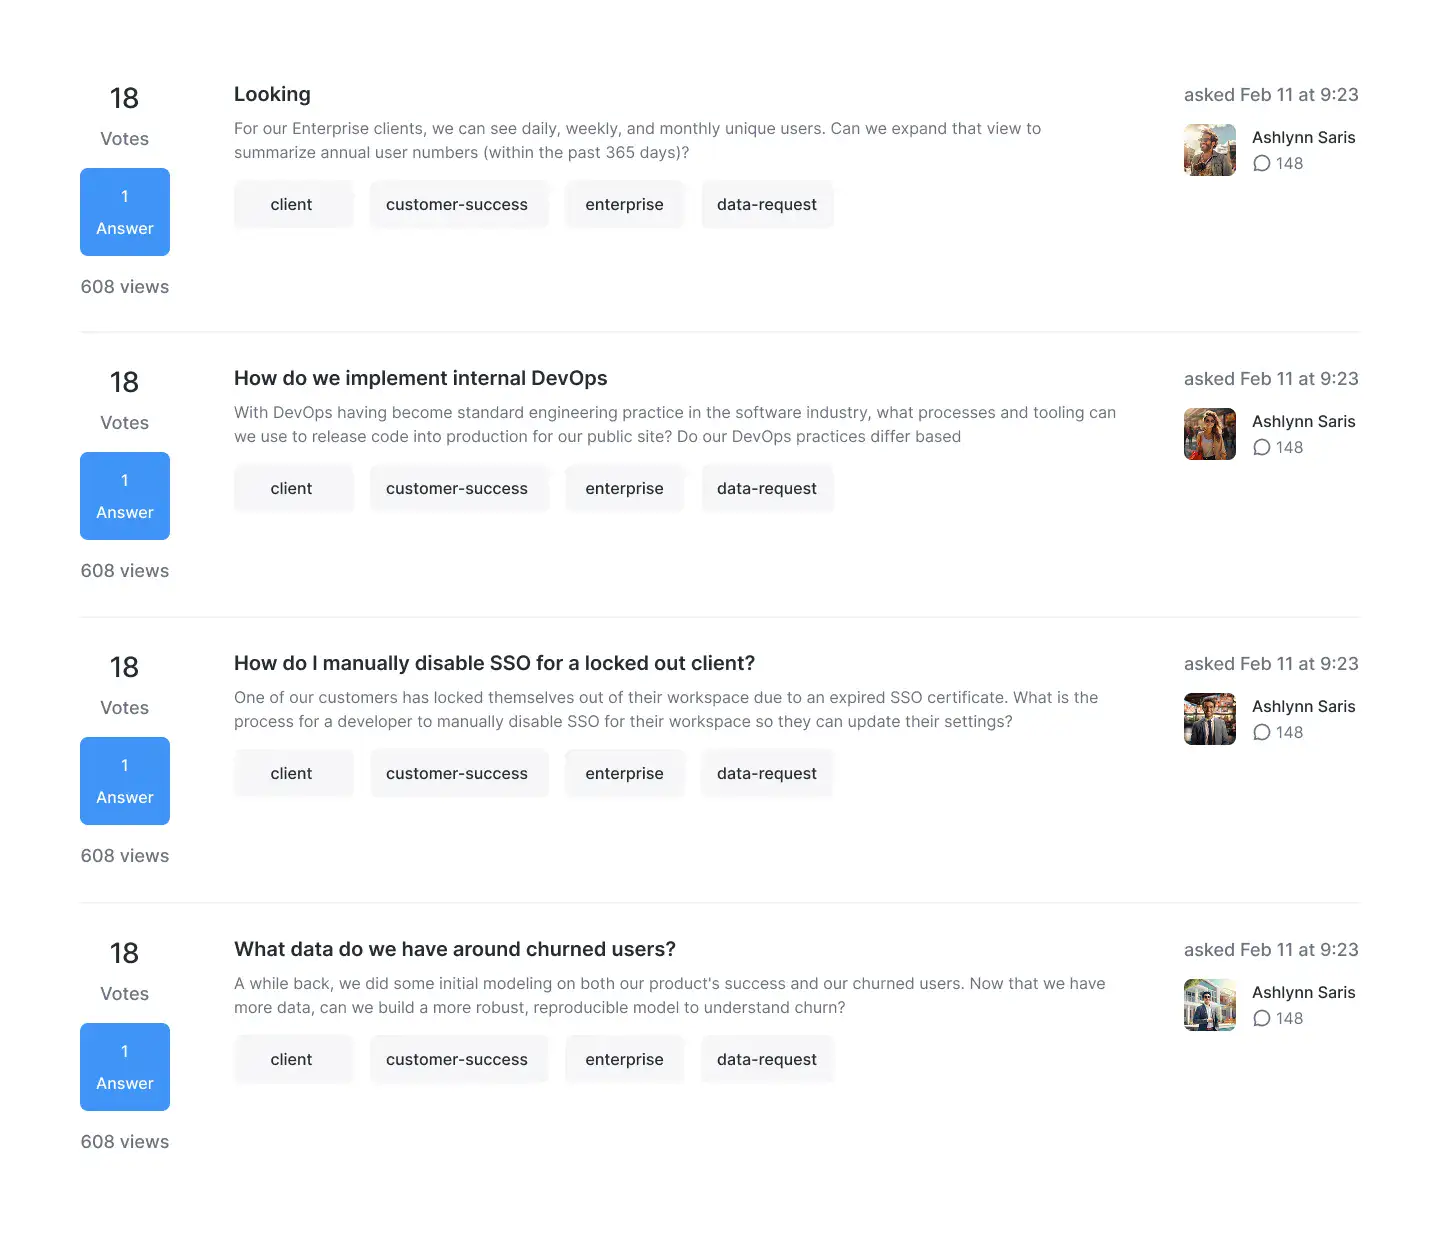 18
Votes
1
Answer
608 views
Looking
For our Enterprise clients, we can see daily, weekly, and monthly unique users. Can we expand that view to
summarize annual user numbers (within the past 365 days)?
client
customer-success
enterprise
data-request
asked Feb 11 at 9:23
Ashlynn Saris
148
18
Votes
1
Answer
608 views
How do we implement internal DevOps
With DevOps having become standard engineering practice in the software industry, what processes and tooling can
we use to release code into production for our public site? Do our DevOps practices differ based
client
customer-success
enterprise
data-request
asked Feb 11 at 9:23
Ashlynn Saris
148
18
Votes
1
Answer
608 views
How do I manually disable SSO for a locked out client?
One of our customers has locked themselves out of their workspace due to an expired SSO certificate. What is the
process for a developer to manually disable SSO for their workspace so they can update their settings?
client
customer-success
enterprise
data-request
asked Feb 11 at 9:23
Ashlynn Saris
148
18
Votes
1
Answer
608 views
What data do we have around churned users?
A while back, we did some initial modeling on both our product's success and our churned users. Now that we have
more data, can we build a more robust, reproducible model to understand churn?
client
customer-success
enterprise
data-request
asked Feb 11 at 9:23
Ashlynn Saris
148